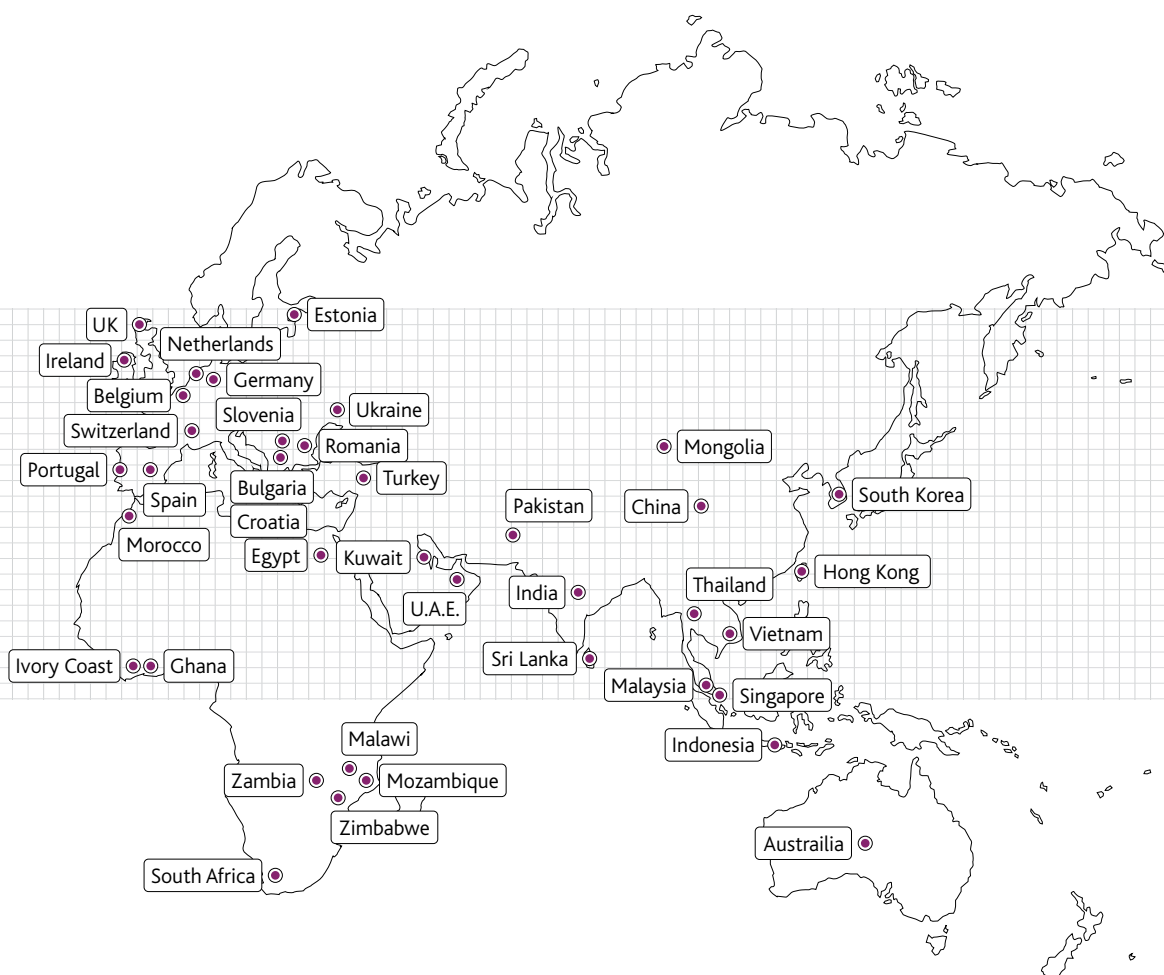 Estonia
UK
Netherlands
Ireland
Germany
Belgium
Slovenia
Ukraine
Switzerland
Romania
Mongolia
Portugal
Turkey
Bulgaria
Spain
South Korea
Pakistan
China
Croatia
Morocco
Egypt
Kuwait
Hong Kong
Thailand
India
U.A.E.
Vietnam
Sri Lanka
Ivory Coast
Ghana
Malaysia
Singapore
Malawi
Indonesia
Zambia
Mozambique
Zimbabwe
Austrailia
South Africa